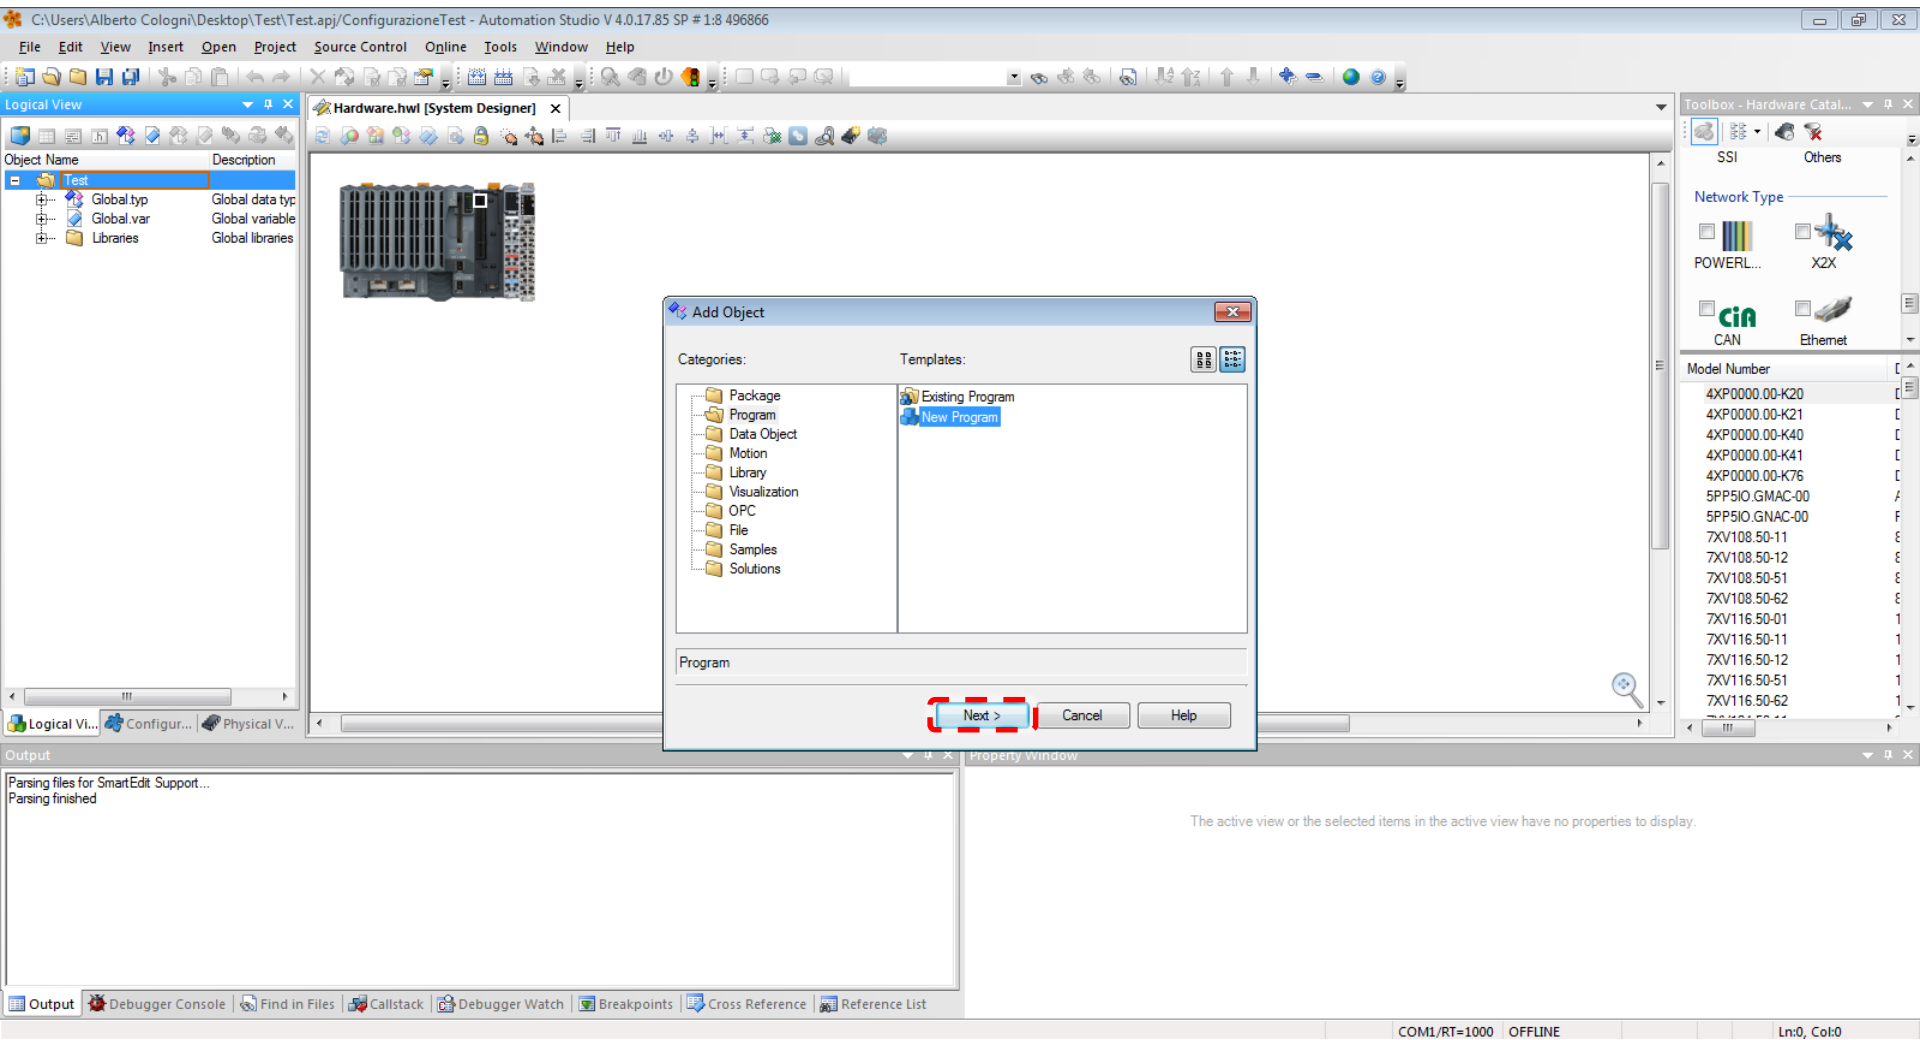 C:\Users\Alberto Cologni\Desktop\Test\Test.apj/ConfigurazioneTest - Automation Studio V 4.0.17.85 SP # 1:8 496866
File Edit View Insert Open Project Source Control Online Tools Window Help
Logical View
Hardware.hwl [System Designer]
Toolbox - Hardware Catal...
Object Name Description
Test
Global.typ Global data typ
Global.var Global variable
Libraries Global libraries
SSI Others
Network Type
POWERL... X2X
CiA
CAN Ethernet
Model Number
4XP0000.00-K20
4XP0000.00-K21
4XP0000.00-K40
4XP0000.00-K41
4XP0000.00-K76
5PP5IO.GMAC-00
5PP5IO.GNAC-00
7XV108.50-11
7XV108.50-12
7XV108.50-51
7XV108.50-62
7XV116.50-01
7XV116.50-11
7XV116.50-12
7XV116.50-51
7XV116.50-62
Add Object
Categories: Templates:
Package
Program
Data Object
Motion
Library
Visualization
OPC
File
Samples
Solutions
Existing Program
New Program
Program
Next > Cancel Help
Logical Vi... Configur... Physical V...
Output
Parsing files for SmartEdit Support...
Parsing finished
Property Window
The active view or the selected items in the active view have no properties to display.
Output Debugger Console Find in Files Callstack Debugger Watch Breakpoints Cross Reference Reference List
COM1/RT=1000 OFFLINE Ln:0, Col:0